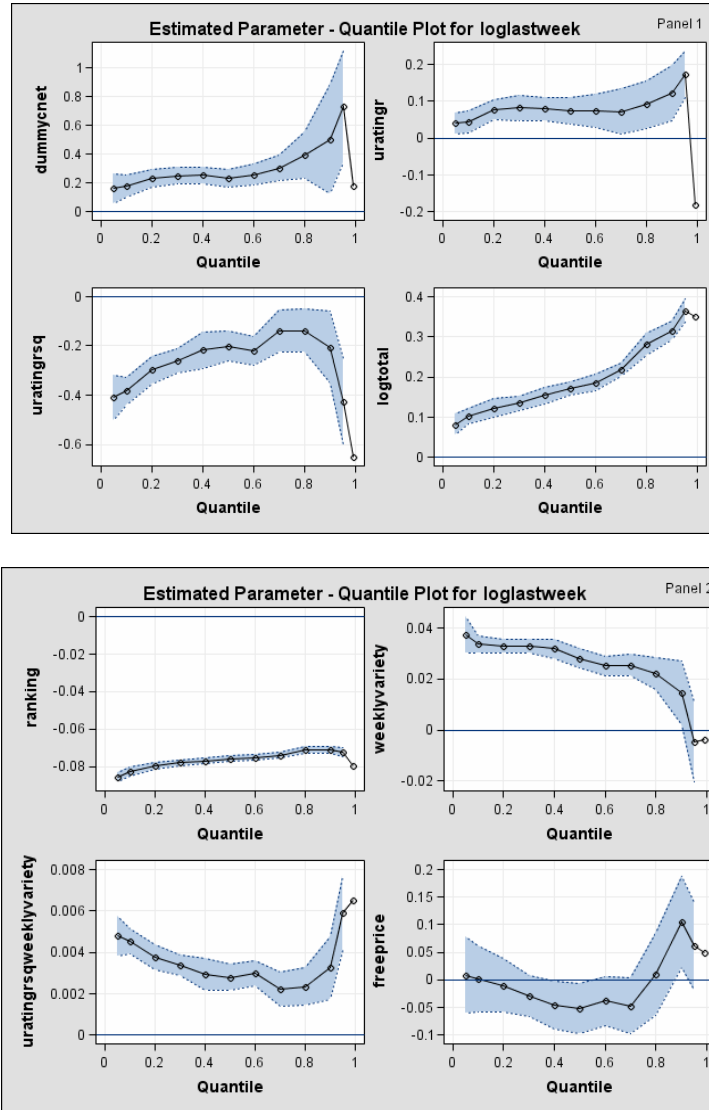 Estimated Parameter - Quantile Plot for loglastweek
Panel 1
dummycnet
1
0.8
0.6
0.4
0.2
0
0 0.2 0.4 0.6 0.8 1
Quantile
uratingr
0.2
0.1
0
-0.1
-0.2
0 0.2 0.4 0.6 0.8 1
Quantile
uratingrsq
0
-0.2
-0.4
-0.6
0 0.2 0.4 0.6 0.8 1
Quantile
logtotal
0.4
0.3
0.2
0.1
0
0 0.2 0.4 0.6 0.8 1
Quantile
Estimated Parameter - Quantile Plot for loglastweek
Panel 2
ranking
0
-0.02
-0.04
-0.06
-0.08
0 0.2 0.4 0.6 0.8 1
Quantile
weeklyvariety
0.04
0.02
0
-0.02
0 0.2 0.4 0.6 0.8 1
Quantile
uratingrsqweeklyvariety
0.008
0.006
0.004
0.002
0
0 0.2 0.4 0.6 0.8 1
Quantile
freeprice
0.2
0.15
0.1
0.05
0
-0.05
-0.1
0 0.2 0.4 0.6 0.8 1
Quantile